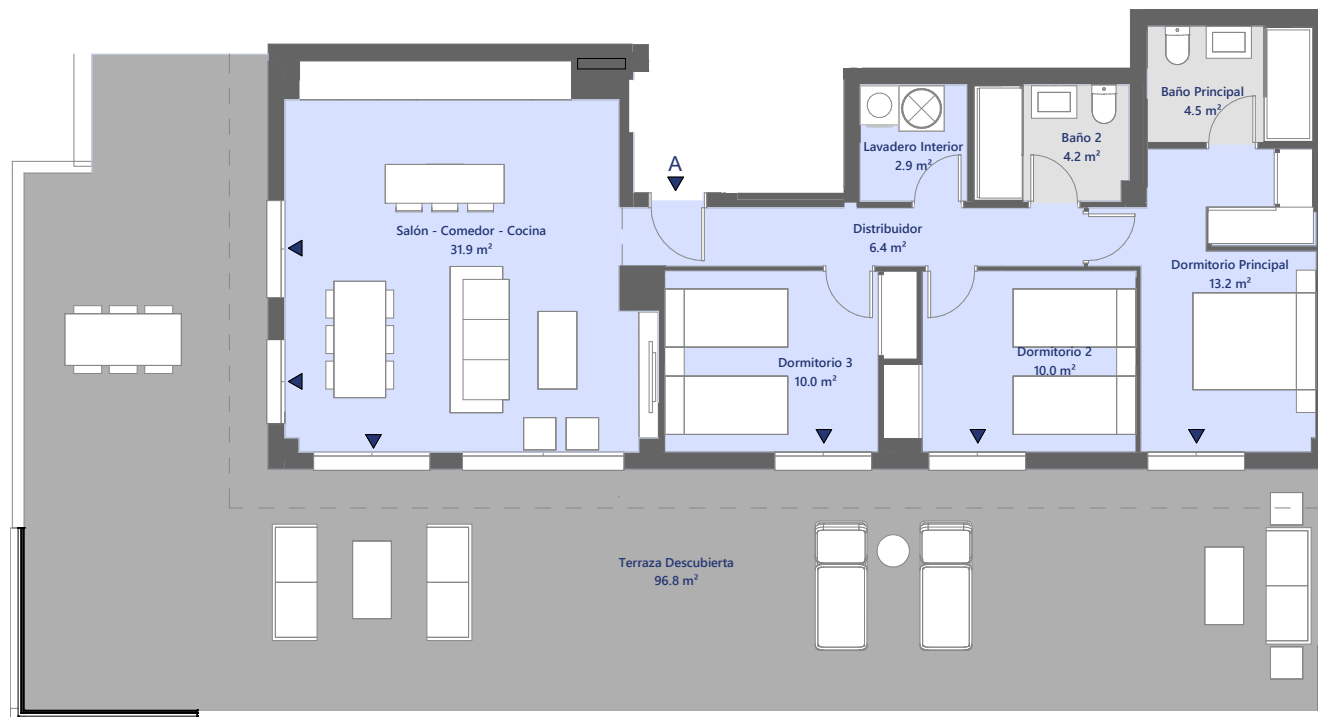 Baño Principal
4.5 m²
Baño 2
4.2 m²
Lavadero Interior
2.9 m²
A
Salón - Comedor - Cocina
31.9 m²
Distribuidor
6.4 m²
Dormitorio Principal
13.2 m²
Dormitorio 3
10.0 m²
Dormitorio 2
10.0 m²
Terraza Descubierta
96.8 m²